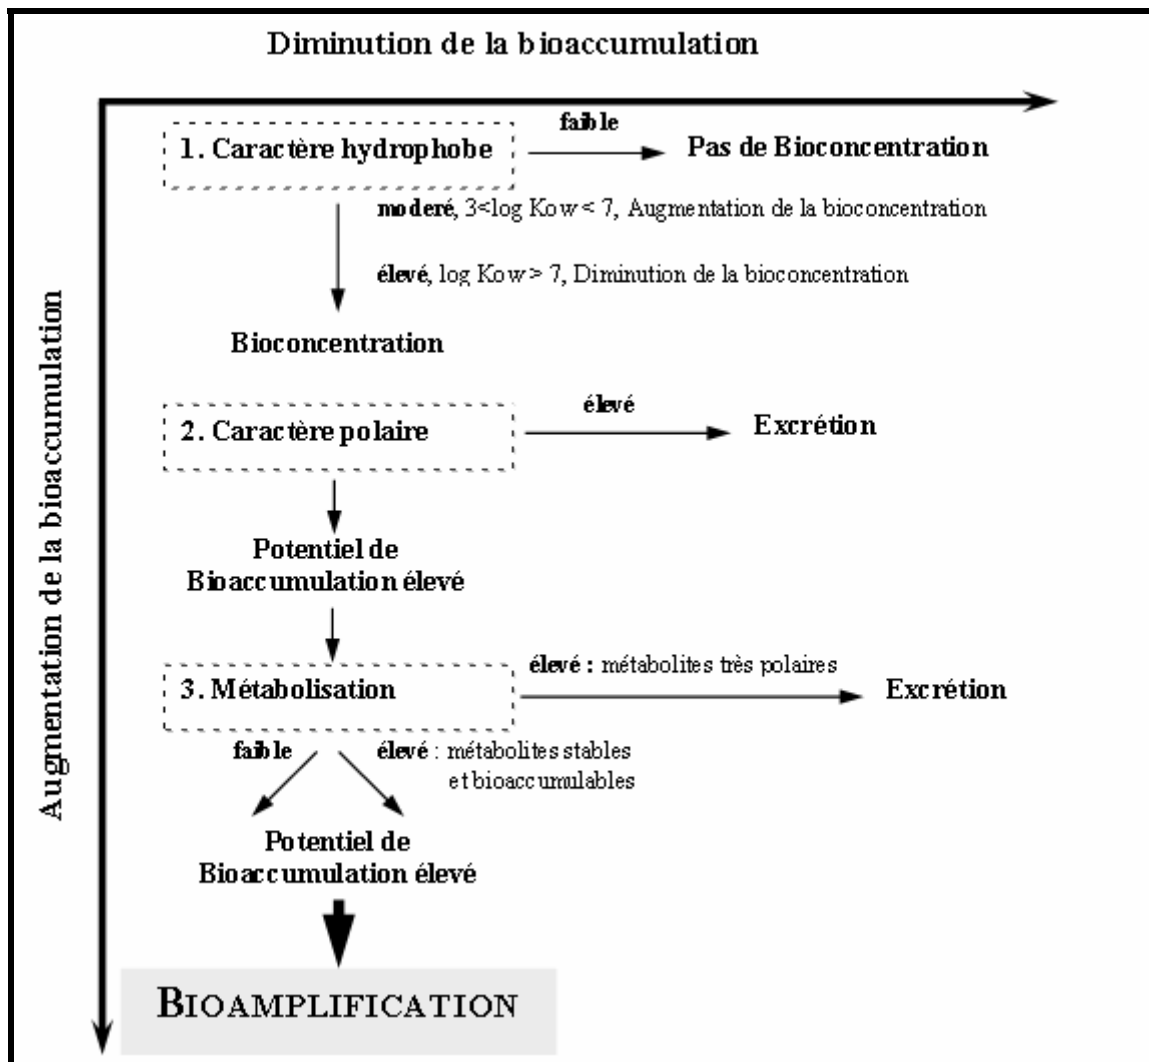 Diminution de la bioaccumulation
Augmentation de la bioaccumulation
1. Caractère hydrophobe
faible
Pas de Bioconcentration
moderé, 3<log Kow < 7, Augmentation de la bioconcentration
élevé, log Kow > 7, Diminution de la bioconcentration
Bioconcentration
2. Caractère polaire
élevé
Excrétion
Potentiel de
Bioaccumulation élevé
3. Métabolisation
élevé : métabolites très polaires
Excrétion
faible
élevé : métabolites stables
et bioaccumulables
Potentiel de
Bioaccumulation élevé
BIOAMPLIFICATION